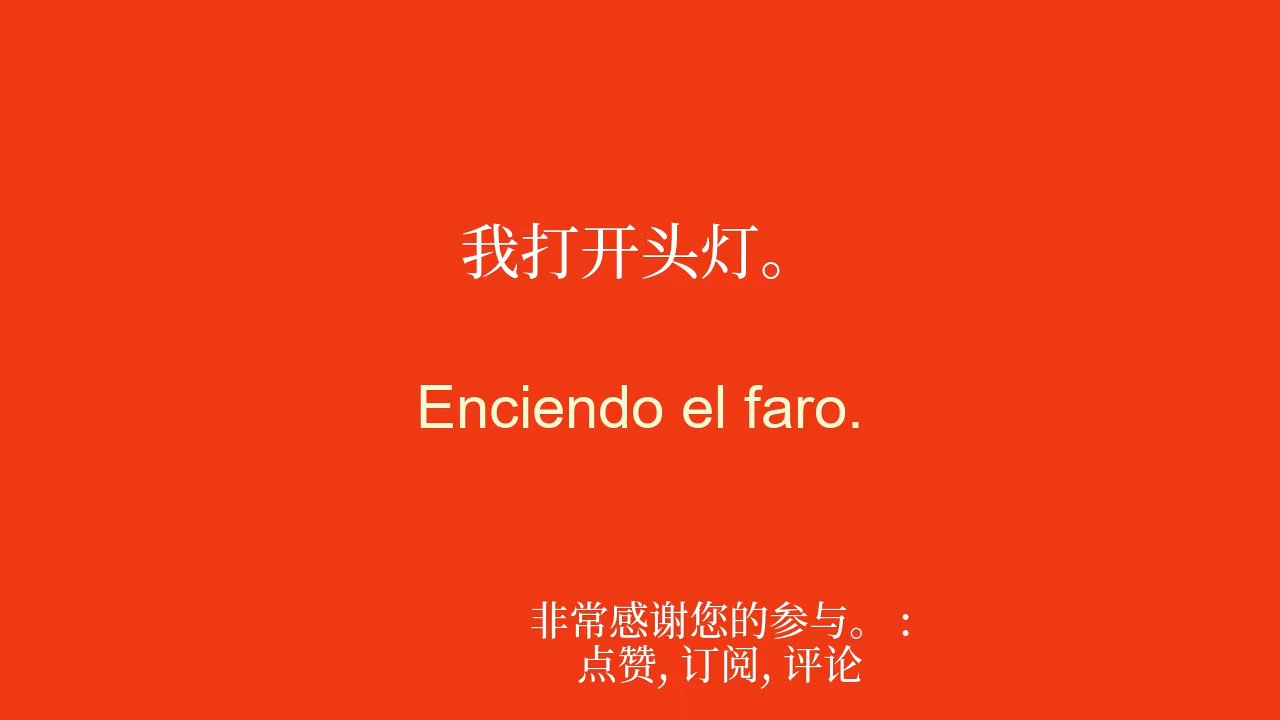 我打开头灯。
Enciendo el faro.
非常感谢您的参与。 :
点赞, 订阅, 评论